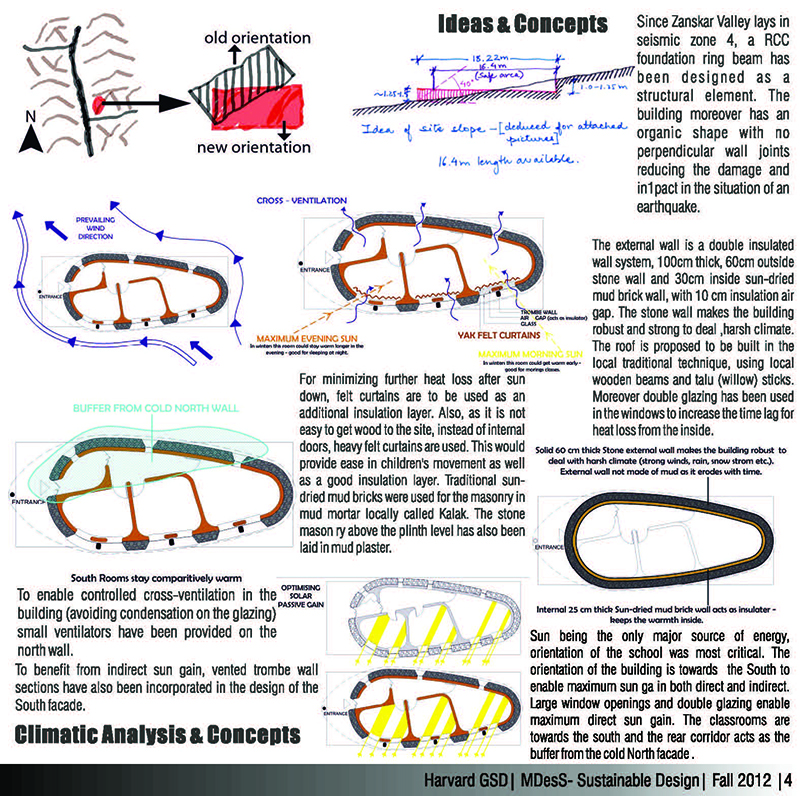 old orientation
N
new orientation
Ideas & Concepts
18.22m
16.4m
(Safe area)
40°
~1.25-1.5
1.0-1.25 m
Idea of site slope - [deduced for attached
pictures]
16.4m length available.
Since Zanskar Valley lays in
seismic zone 4, a RCC
foundation ring beam has
been designed as a
structural element. The
building moreover has an
organic shape with no
perpendicular wall joints
reducing the damage and
in1pact in the situation of an
earthquake.
PREVAILING
WIND
DIRECTION
ENTRANCE
CROSS - VENTILATION
ENTRANCE
TROMBE WALL
AIR GAP (acts as insulator)
GLASS
MAXIMUM EVENING SUN
In winters this room could stay warm longer in the
evening - good for sleeping at night.
YAK FELT CURTAINS
MAXIMUM MORNING SUN
In winters this room could get warm early -
good for mornings classes.
The external wall is a double insulated
wall system, 100cm thick, 60cm outside
stone wall and 30cm inside sun-dried
mud brick wall, with 10 cm insulation air
gap. The stone wall makes the building
robust and strong to deal ,harsh climate.
The roof is proposed to be built in the
local traditional technique, using local
wooden beams and talu (willow) sticks.
Moreover double glazing has been used
in the windows to increase the time lag for
heat loss from the inside.
BUFFER FROM COLD NORTH WALL
ENTRANCE
South Rooms stay comparitively warm
For minimizing further heat loss after sun
down, felt curtains are to be used as an
additional insulation layer. Also, as it is not
easy to get wood to the site, instead of internal
doors, heavy felt curtains are used. This would
provide ease in children's movement as well
as a good insulation layer. Traditional sun-
dried mud bricks were used for the masonry in
mud mortar locally called Kalak. The stone
mason ry above the plinth level has also been
laid in mud plaster.
Solid 60 cm thick Stone external wall makes the building robust to
deal with harsh climate (strong winds, rain, snow strom etc.).
External wall not made of mud as it erodes with time.
ENTRANCE
Internal 25 cm thick Sun-dried mud brick wall acts as insulater -
keeps the warmth inside.
To enable controlled cross-ventilation in the
building (avoiding condensation on the glazing)
small ventilators have been provided on the
north wall.
To benefit from indirect sun gain, vented trombe wall
sections have also been incorporated in the design of the
South facade.
OPTIMISING
SOLAR
PASSIVE GAIN
ENTRANCE
Sun being the only major source of energy,
orientation of the school was most critical. The
orientation of the building is towards the South to
enable maximum sun ga in both direct and indirect.
Large window openings and double glazing enable
maximum direct sun gain. The classrooms are
towards the south and the rear corridor acts as the
buffer from the cold North facade .
Climatic Analysis & Concepts
Harvard GSD| MDesS- Sustainable Design| Fall 2012 |4